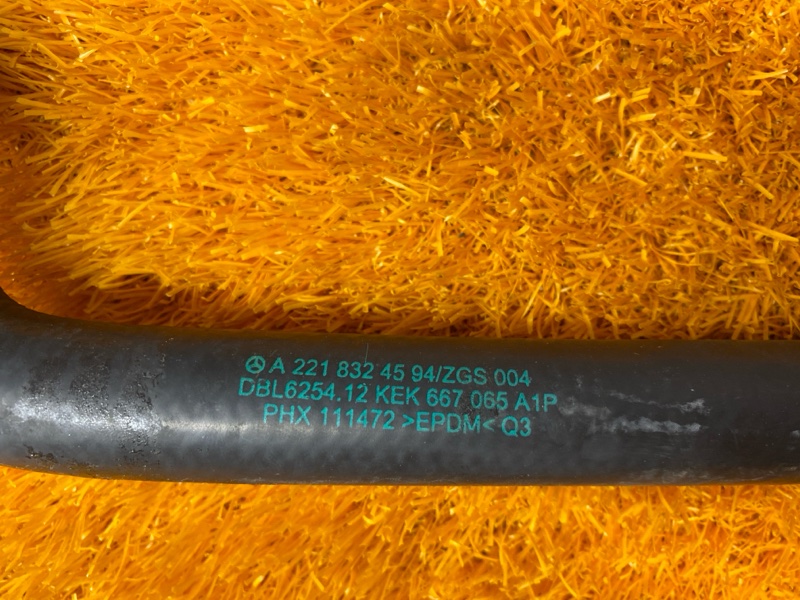 A 221 832 45 94/ZGS 004
DBL6254.12 KEK 667 065 A1P
PHX 111472 >EPDM< Q3